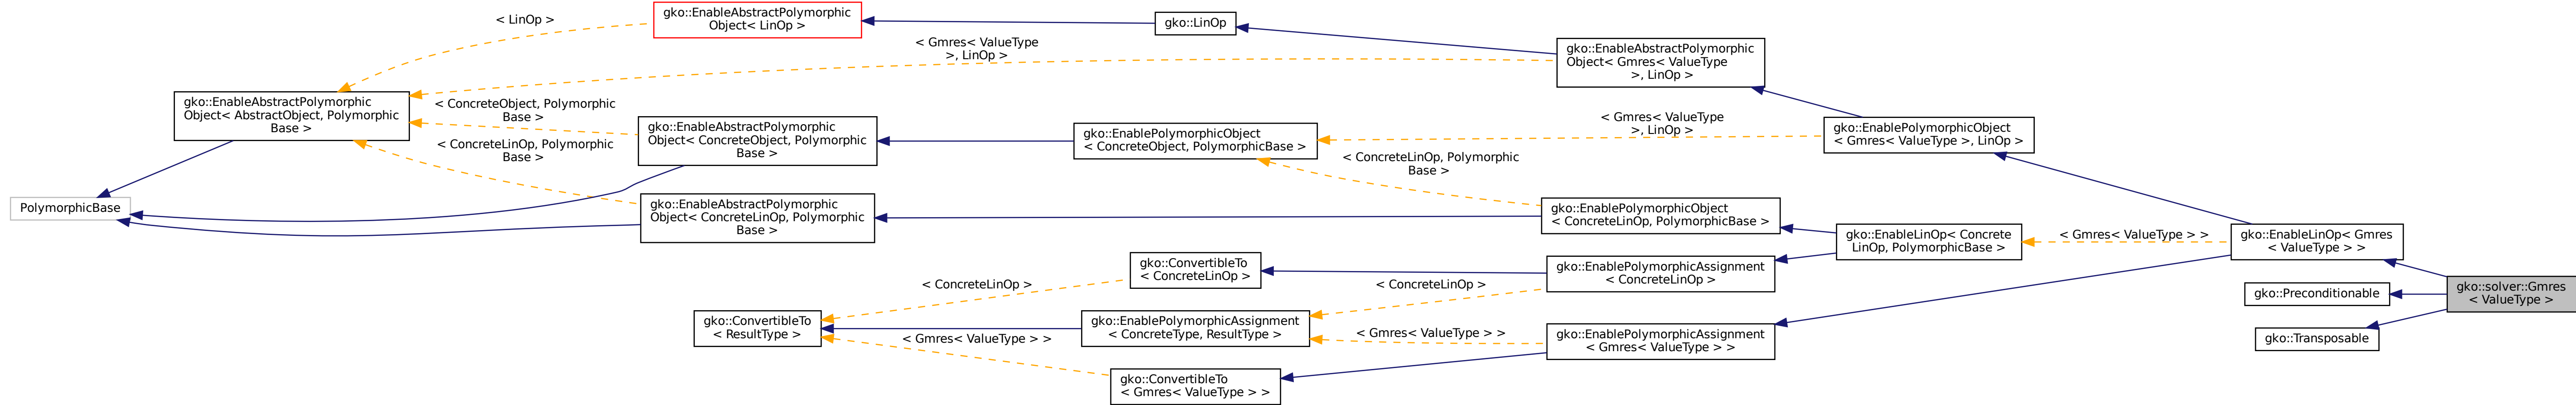 gko::EnableAbstractPolymorphic
Object< LinOp >
< LinOp >
gko::LinOp
< Gmres< ValueType
>, LinOp >
gko::EnableAbstractPolymorphic
Object< Gmres< ValueType
>, LinOp >
gko::EnableAbstractPolymorphic
Object< AbstractObject, Polymorphic
Base >
< ConcreteObject, Polymorphic
Base >
gko::EnableAbstractPolymorphic
Object< ConcreteObject, Polymorphic
Base >
gko::EnablePolymorphicObject
< ConcreteObject, PolymorphicBase >
< Gmres< ValueType
>, LinOp >
gko::EnablePolymorphicObject
< Gmres< ValueType >, LinOp >
< ConcreteLinOp, Polymorphic
Base >
< ConcreteLinOp, Polymorphic
Base >
PolymorphicBase
gko::EnableAbstractPolymorphic
Object< ConcreteLinOp, Polymorphic
Base >
gko::EnablePolymorphicObject
< ConcreteLinOp, PolymorphicBase >
gko::EnableLinOp< Concrete
LinOp, PolymorphicBase >
< Gmres< ValueType > >
gko::EnableLinOp< Gmres
< ValueType > >
gko::ConvertibleTo
< ConcreteLinOp >
gko::EnablePolymorphicAssignment
< ConcreteLinOp >
< ConcreteLinOp >
< ConcreteLinOp >
gko::Preconditionable
gko::solver::Gmres
< ValueType >
gko::ConvertibleTo
< ResultType >
gko::EnablePolymorphicAssignment
< ConcreteType, ResultType >
< Gmres< ValueType > >
< Gmres< ValueType > >
gko::EnablePolymorphicAssignment
< Gmres< ValueType > >
gko::Transposable
gko::ConvertibleTo
< Gmres< ValueType > >